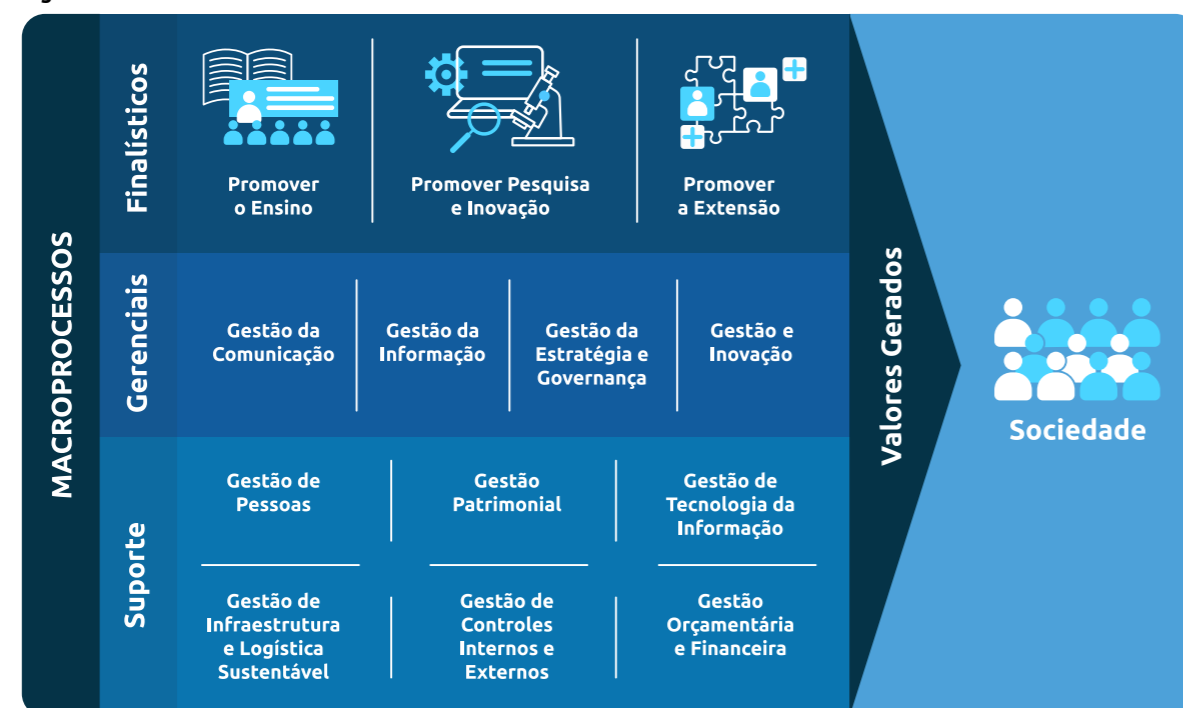 MACROPROCESSOS
Finalísticos
Promover
o Ensino
Promover Pesquisa
e Inovação
Promover
a Extensão
Gerenciais
Gestão da
Comunicação
Gestão da
Informação
Gestão da
Estratégia e
Governança
Gestão e
Inovação
Suporte
Gestão de
Pessoas
Gestão
Patrimonial
Gestão de
Tecnologia da
Informação
Gestão de
Infraestrutura
e Logística
Sustentável
Gestão de
Controles
Internos e
Externos
Gestão
Orçamentária
e Financeira
Valores Gerados
Sociedade